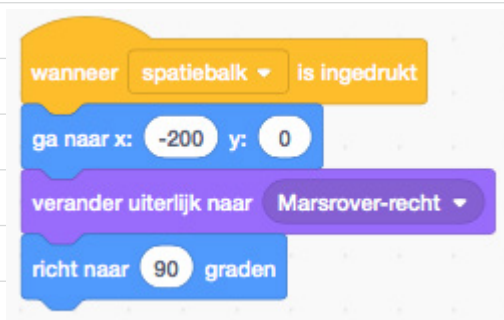 wanneer spatiebalk is ingedrukt
ga naar x: -200 y: 0
verander uiterlijk naar Marsrover-recht
richt naar 90 graden